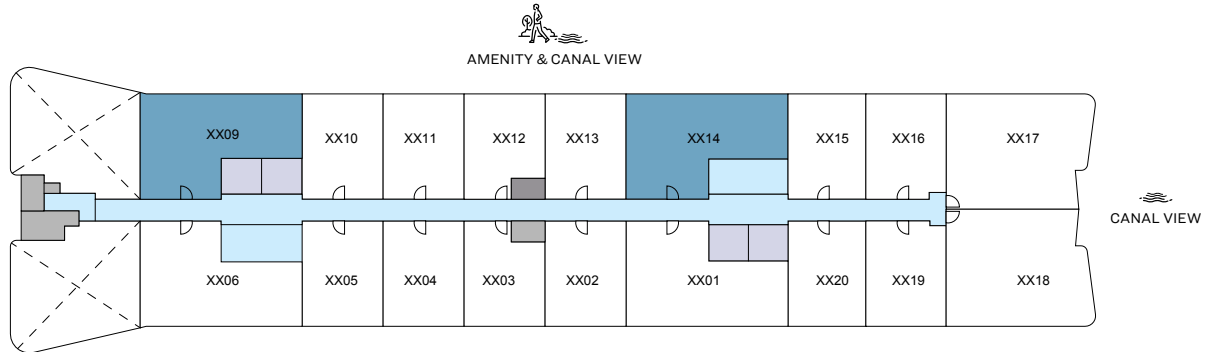 AMENITY & CANAL VIEW
XX09
XX10
XX11
XX12
XX13
XX14
XX15
XX16
XX17
CANAL VIEW
XX06
XX05
XX04
XX03
XX02
XX01
XX20
XX19
XX18